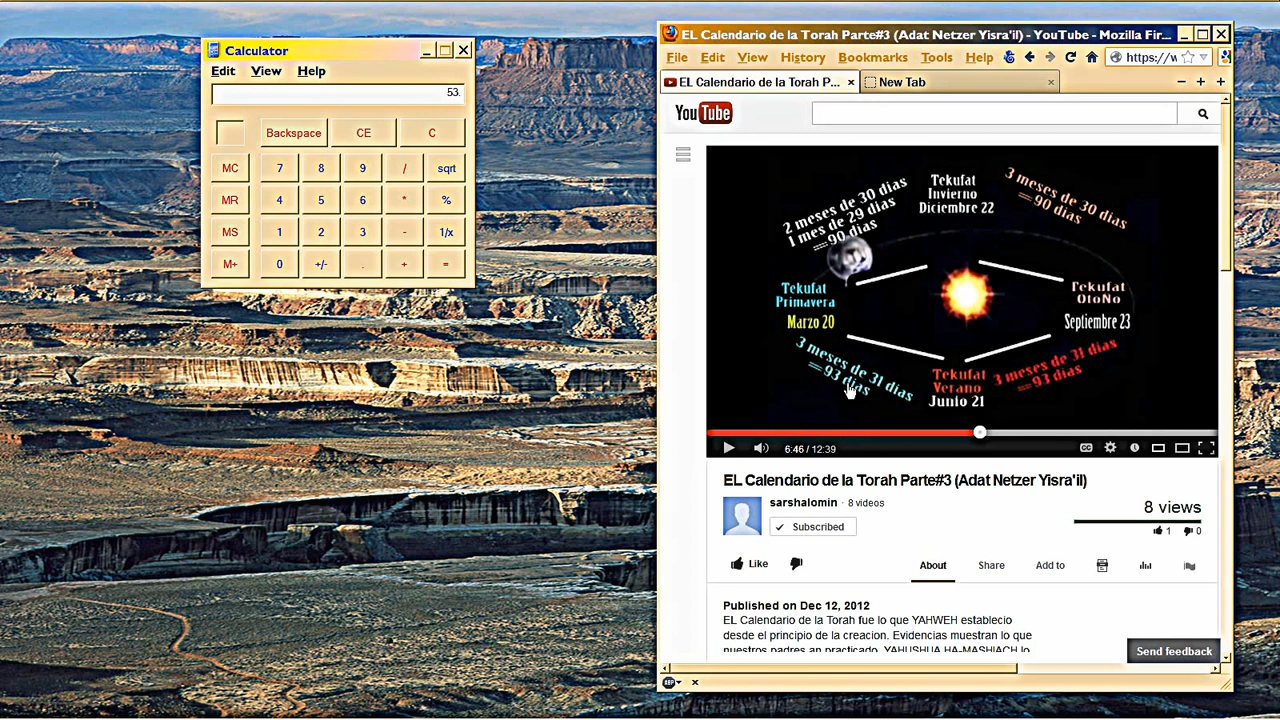 Calculator
Edit View Help
53.
Backspace CE C
MC 7 8 9 / sqrt
MR 4 5 6 * %
MS 1 2 3 - 1/x
M+ 0 +/- . + =
EL Calendario de la Torah Parte#3 (Adat Netzer Yisra'il) - YouTube - Mozilla Fir...
File Edit View History Bookmarks Tools Help https://w
EL Calendario de la Torah P... New Tab
YouTube
2 meses de 30 dias
1 mes de 29 dias
=90 dias
Tekufat
Invierno
Diciembre 22
3 meses de 30 dias
=90 dias
Tekufat
Primavera
Marzo 20
Tekufat
OtoNo
Septiembre 23
3 meses de 31 dias
=93 dias
Tekufat
Verano
Junio 21
3 meses de 31 dias
=93 dias
6:46 / 12:39
CC
EL Calendario de la Torah Parte#3 (Adat Netzer Yisra'il)
sarshalomin · 8 videos
Subscribed
8 views
1 0
Like
About Share Add to
Published on Dec 12, 2012
EL Calendario de la Torah fue lo que YAHWEH establecio
desde el principio de la creacion. Evidencias muestran lo que
nuestros padres an practicado. YAHUSHUA HA-MASHIACH lo
Send feedback
ABP